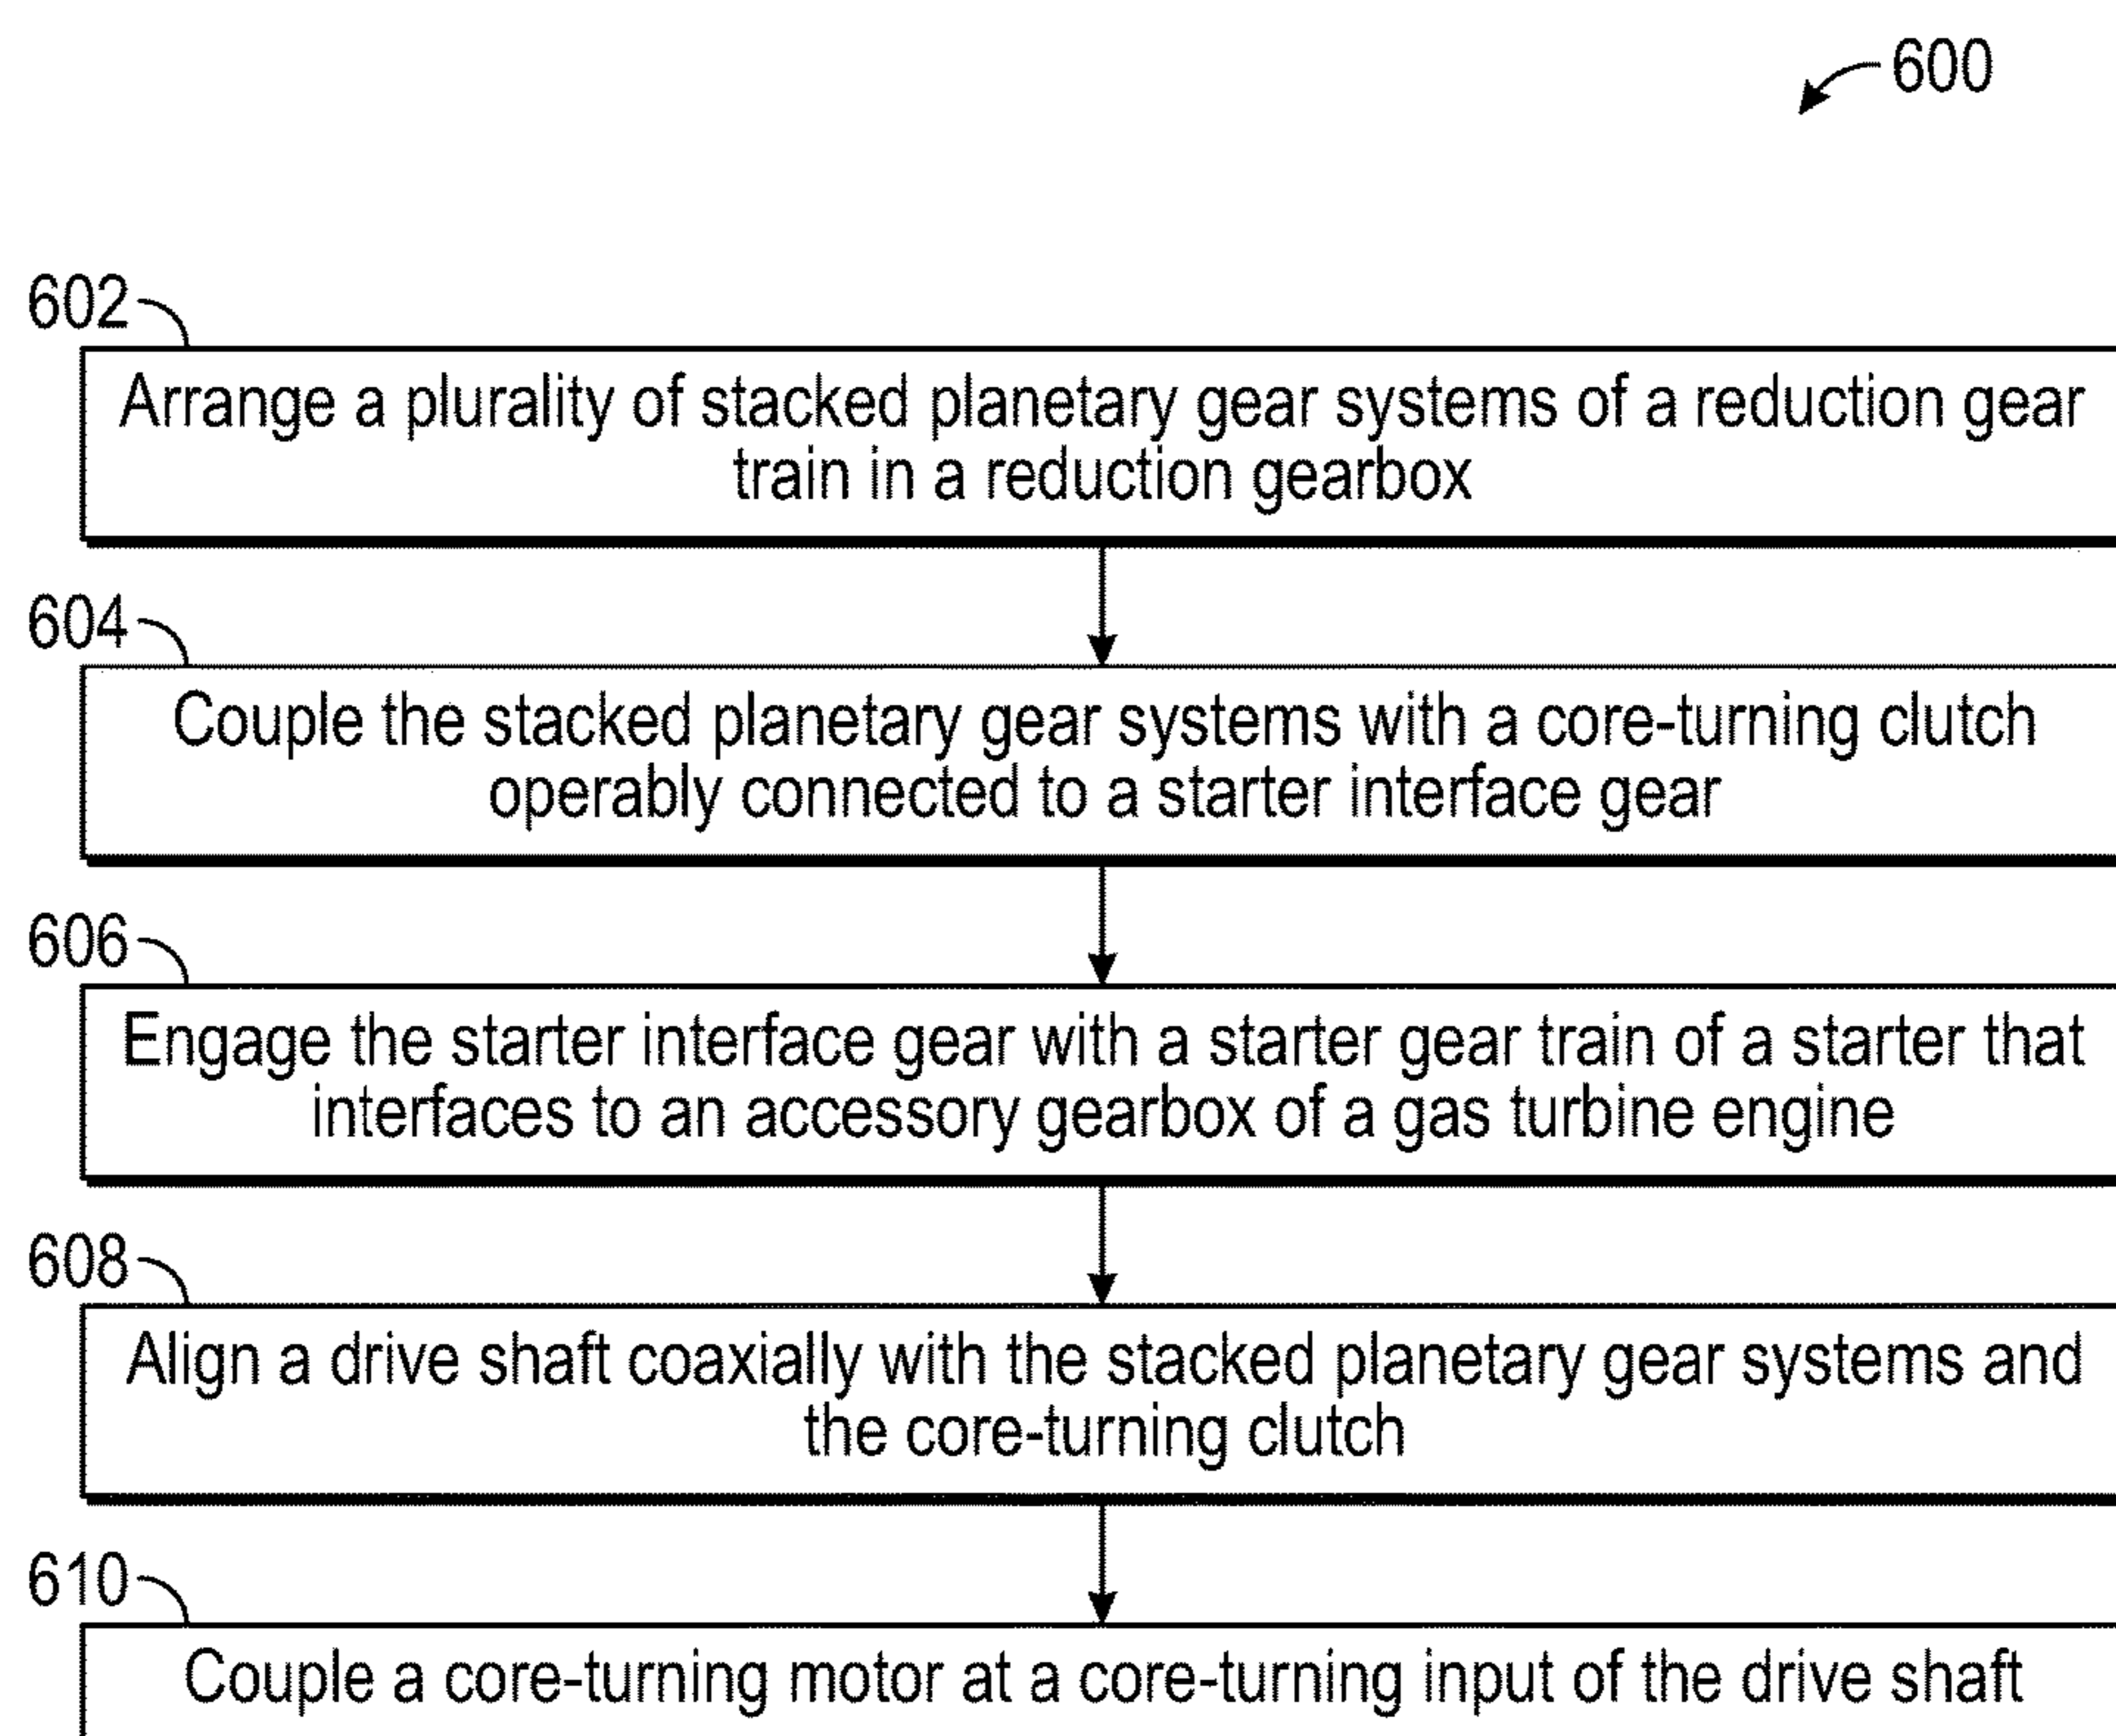 600
602
Arrange a plurality of stacked planetary gear systems of a reduction gear
train in a reduction gearbox
604
Couple the stacked planetary gear systems with a core-turning clutch
operably connected to a starter interface gear
606
Engage the starter interface gear with a starter gear train of a starter that
interfaces to an accessory gearbox of a gas turbine engine
608
Align a drive shaft coaxially with the stacked planetary gear systems and
the core-turning clutch
610
Couple a core-turning motor at a core-turning input of the drive shaft